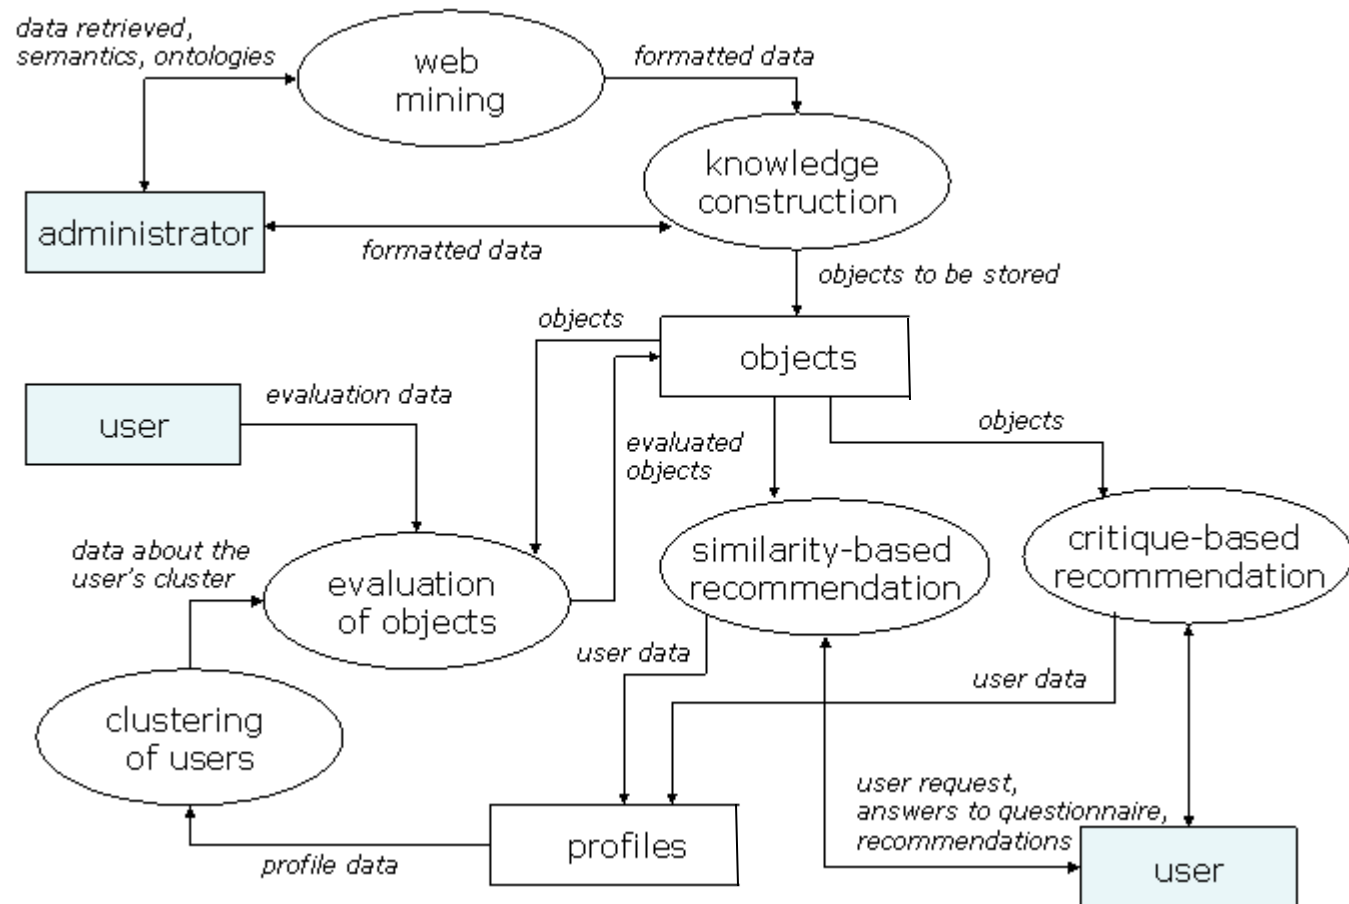 data retrieved,
semantics, ontologies
web
mining
formatted data
knowledge
construction
administrator
formatted data
objects to be stored
objects
objects
user
evaluation data
evaluated
objects
objects
data about the
user's cluster
evaluation
of objects
similarity-based
recommendation
critique-based
recommendation
user data
user data
clustering
of users
user request,
answers to questionnaire,
recommendations
profile data
profiles
user